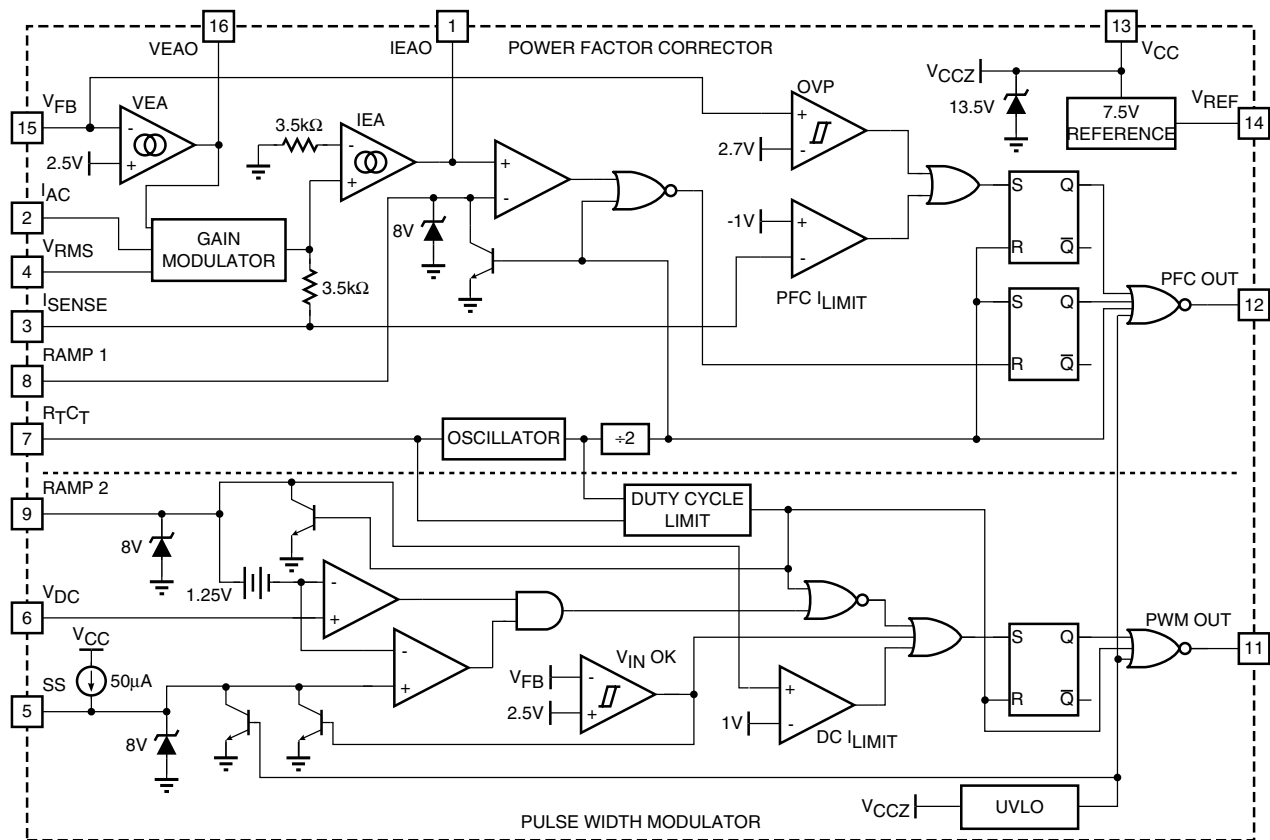 16
1
13
VEAO
IEAO
POWER FACTOR CORRECTOR
VCC
VCCZ
13.5V
7.5V
REFERENCE
VREF
14
VFB
15
VEA
-
+
2.5V
3.5kΩ
IEA
-
+
+
-
OVP
+
-
2.7V
IAC
2
VRMS
4
GAIN
MODULATOR
3.5kΩ
8V
-1V
+
-
PFC ILIMIT
S
Q
R
Q
S
Q
R
Q
PFC OUT
12
ISENSE
3
RAMP 1
8
RTCT
7
OSCILLATOR
÷2
RAMP 2
9
DUTY CYCLE
LIMIT
8V
1.25V
-
+
VDC
6
VCC
50μA
SS
5
-
+
8V
VIN OK
VFB
-
2.5V
+
+
1V
-
DC ILIMIT
S
Q
R
Q
PWM OUT
11
VCCZ
UVLO
PULSE WIDTH MODULATOR